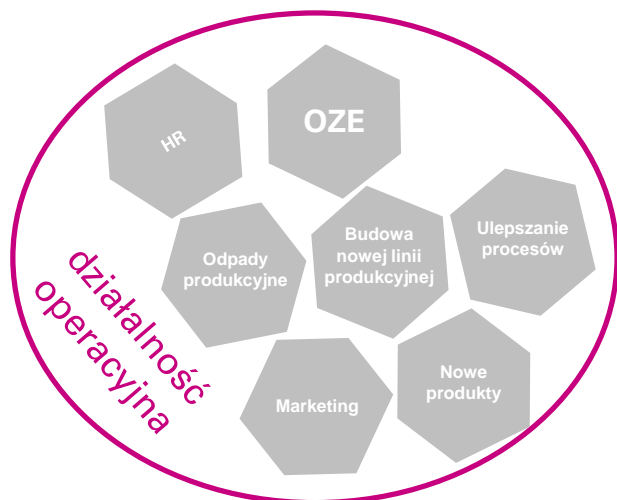 HR
OZE
Ulepszanie
procesów
Budowa
nowej linii
produkcyjnej
Odpady
produkcyjne
działalność
operacyjna
Nowe
produkty
Marketing